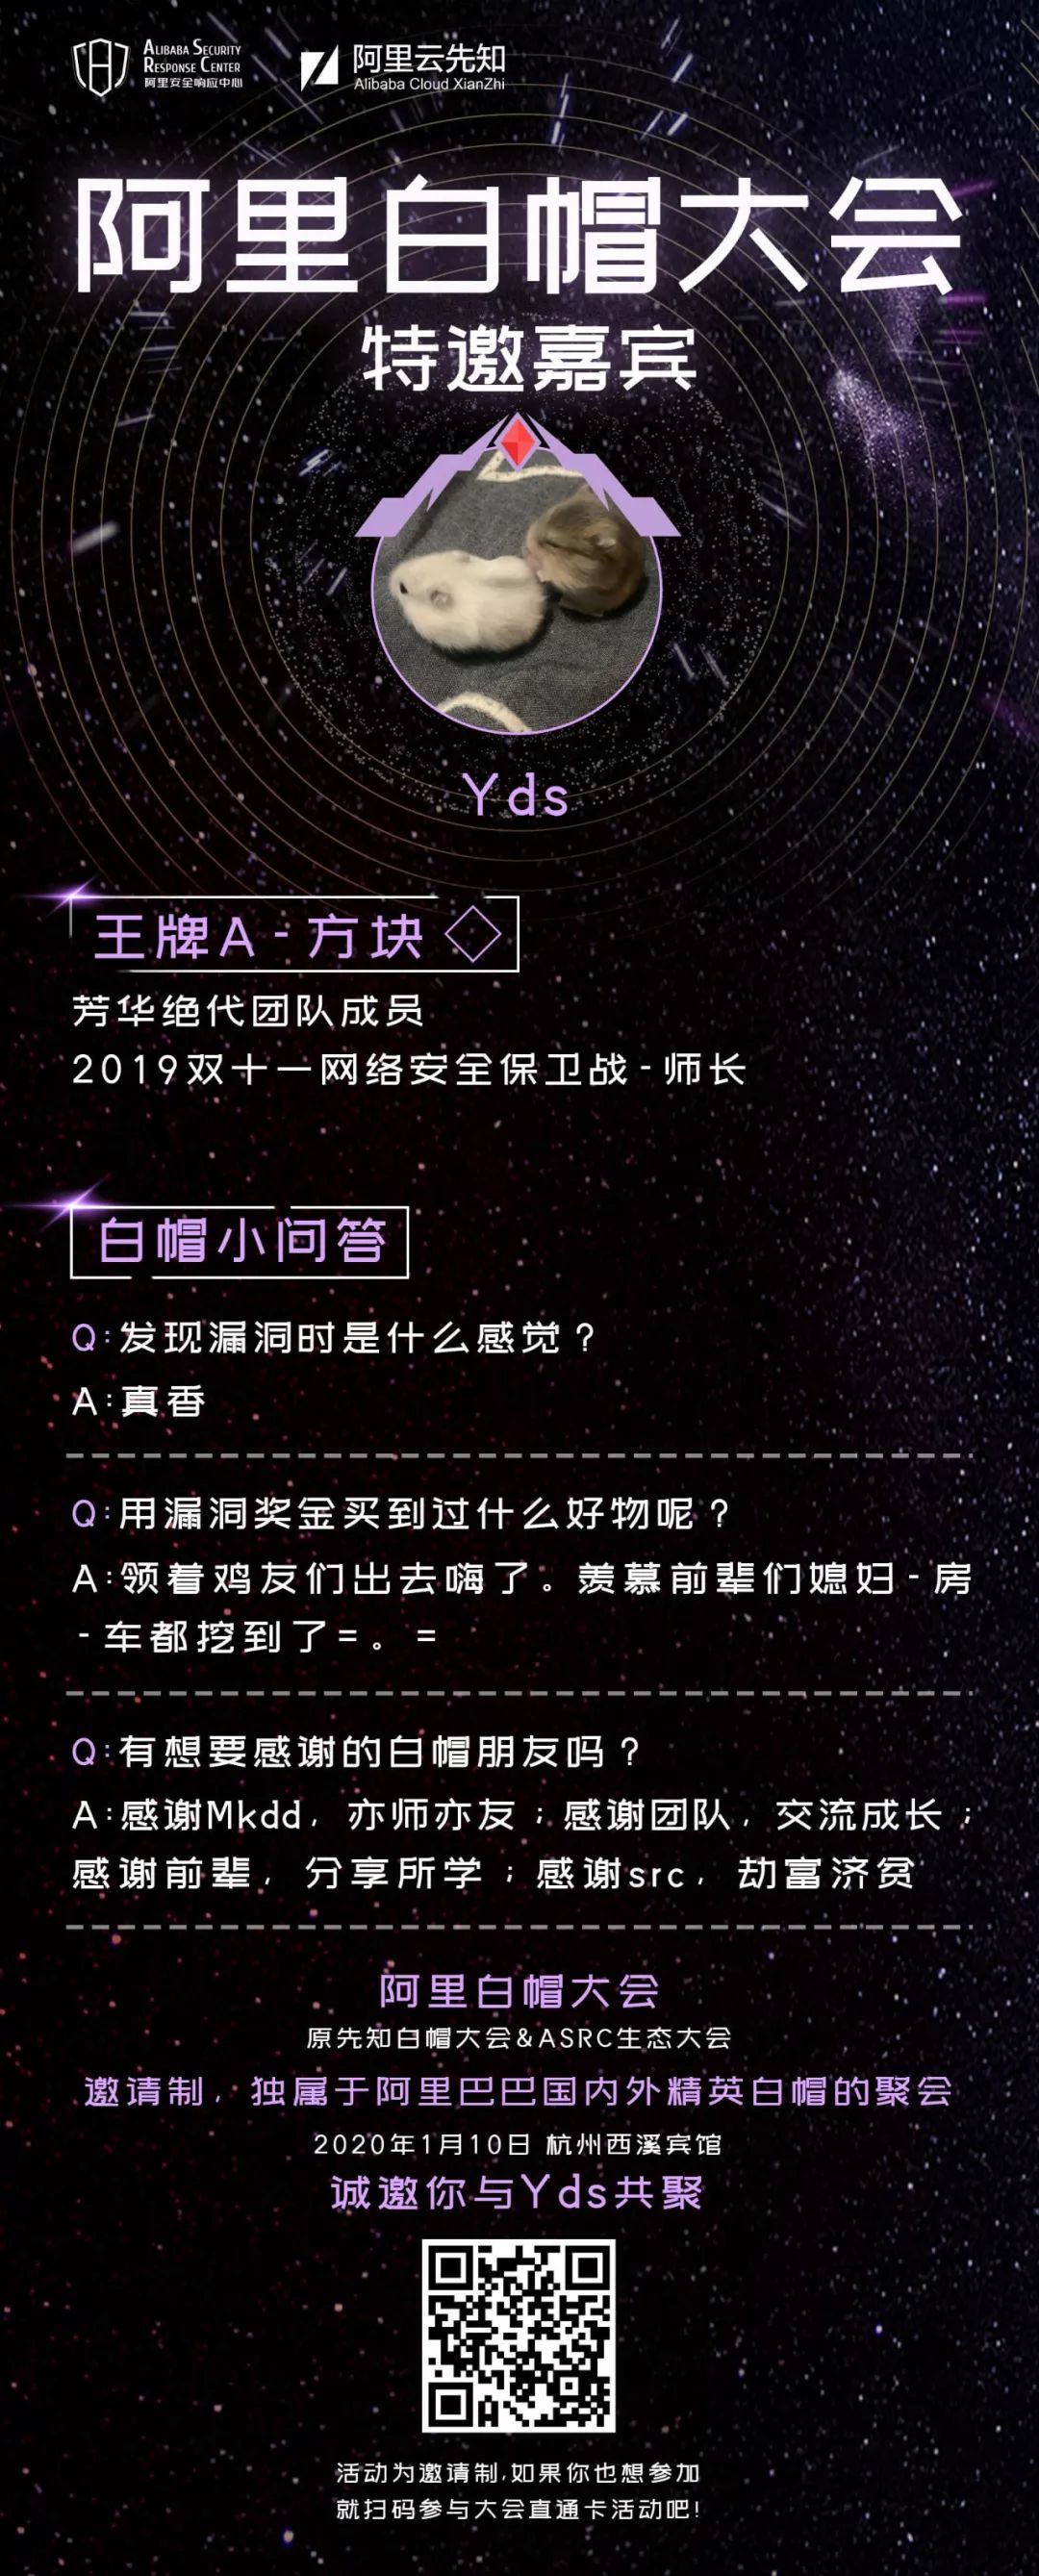 ALIBABA SECURITY
RESPONSE CENTER
阿里安全响应中心
阿里云先知
Alibaba Cloud XianZhi
阿里白帽大会
特邀嘉宾
Yds
王牌A-方块
芳华绝代团队成员
2019双十一网络安全保卫战-师长
白帽小问答
Q:发现漏洞时是什么感觉?
A:真香
Q:用漏洞奖金买到过什么好物呢?
A:领着鸡友们出去嗨了。羡慕前辈们媳妇-房
-车都挖到了=。=
Q:有想要感谢的白帽朋友吗?
A:感谢Mkdd,亦师亦友;感谢团队,交流成长;
感谢前辈,分享所学;感谢src,劫富济贫
阿里白帽大会
原先知白帽大会&ASRC生态大会
邀请制,独属于阿里巴巴国内外精英白帽的聚会
2020年1月10日 杭州西溪宾馆
诚邀你与Yds共聚
活动为邀请制,如果你也想参加
就扫码参与大会直通卡活动吧!